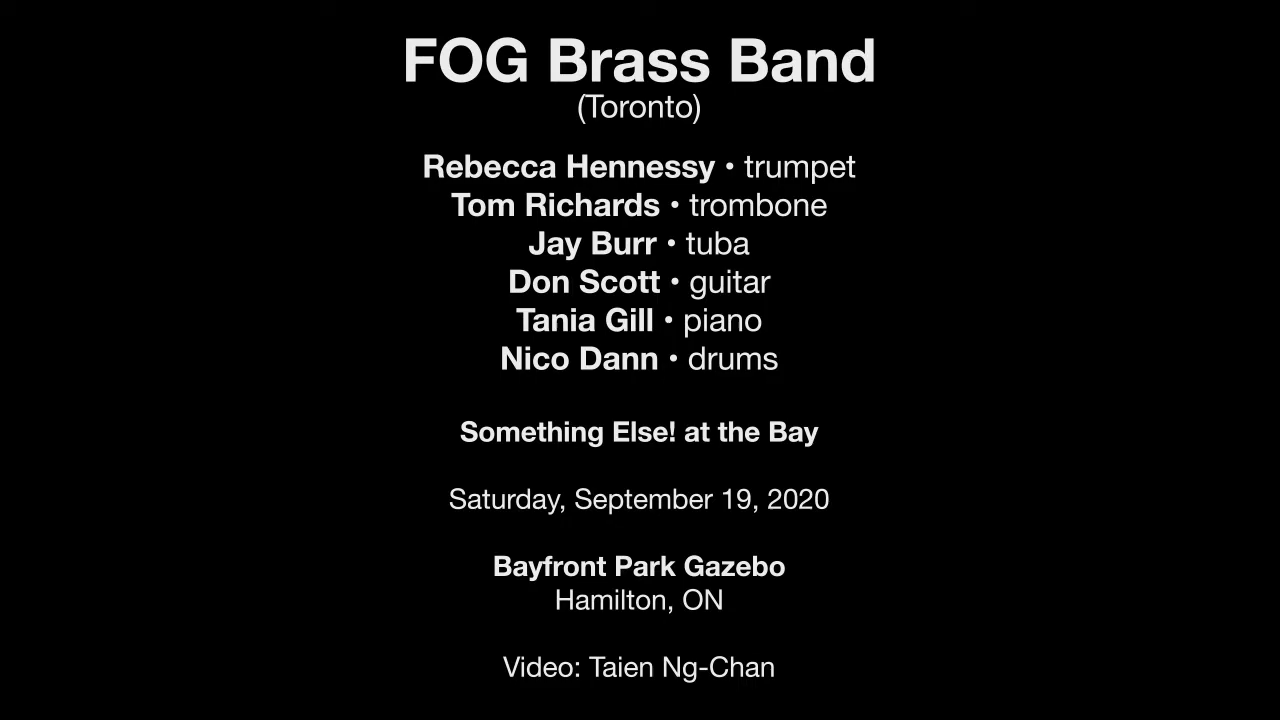 FOG Brass Band
(Toronto)
Rebecca Hennessy • trumpet
Tom Richards • trombone
Jay Burr • tuba
Don Scott • guitar
Tania Gill • piano
Nico Dann • drums
Something Else! at the Bay
Saturday, September 19, 2020
Bayfront Park Gazebo
Hamilton, ON
Video: Taien Ng-Chan